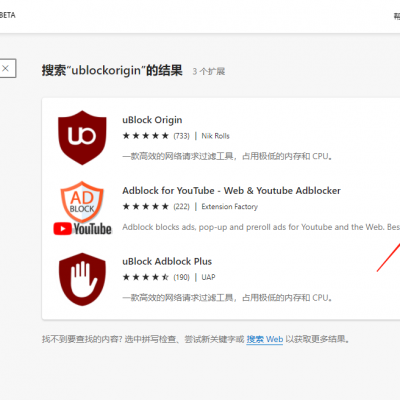 BETA
帮
搜索"ublockorigin"的结果 3 个扩展
uBlock Origin
★★★★★ (733) | Nik Rolls
一款高效的网络请求过滤工具，占用极低的内存和 CPU。
AD
BLOCK
YouTube
Adblock for YouTube - Web & Youtube Adblocker
★★★★★ (222) | Extension Factory
Adblock blocks ads, pop-up and preroll ads for Youtube and the Web. Bes
uBlock Adblock Plus
(190) | UAP
一款高效的网络请求过滤工具，占用极低的内存和 CPU。
找不到要查找的内容? 选中拼写检查、尝试新关键字或 搜索 Web 以获取更多结果。